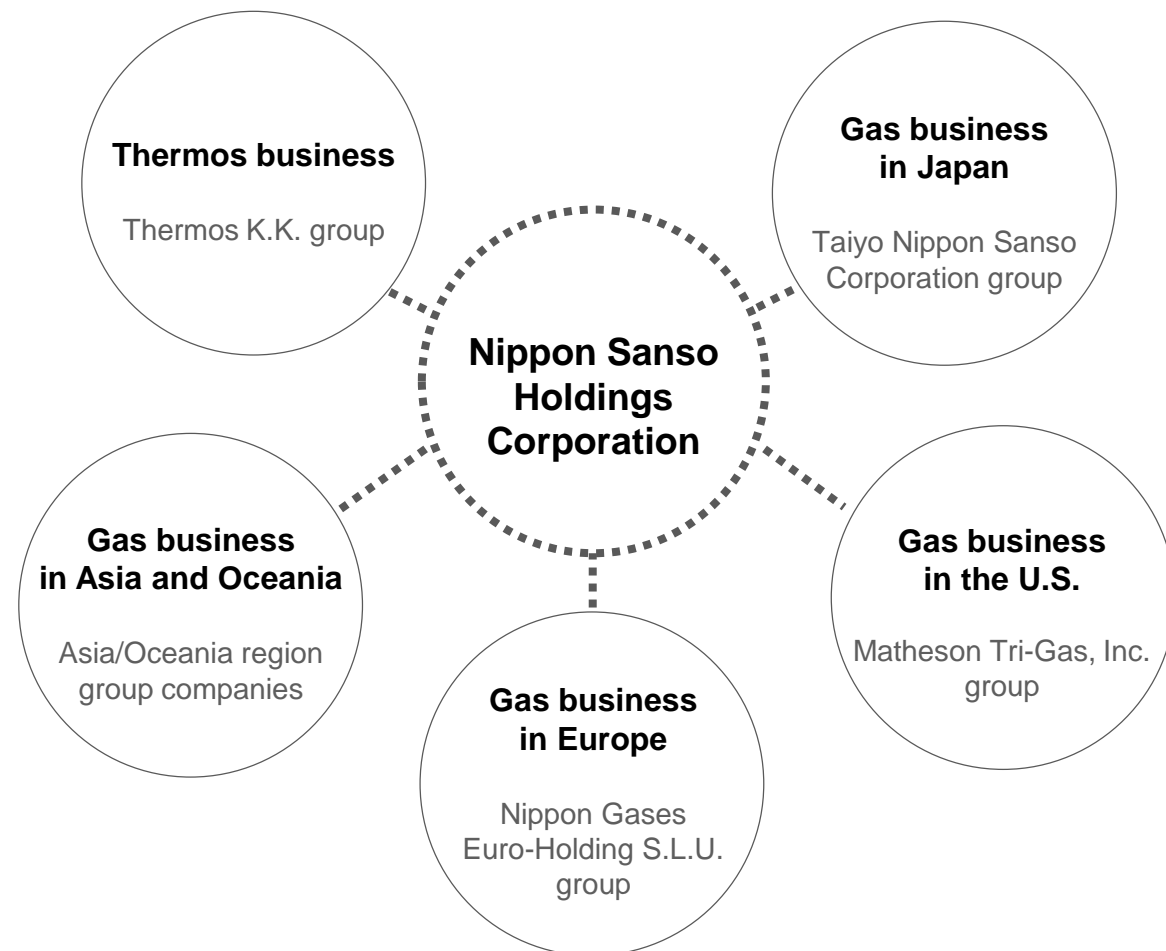 Thermos business
Thermos K.K. group
Gas business
in Japan
Taiyo Nippon Sanso
Corporation group
Nippon Sanso
Holdings
Corporation
Gas business
in Asia and Oceania
Asia/Oceania region
group companies
Gas business
in the U.S.
Matheson Tri-Gas, Inc.
group
Gas business
in Europe
Nippon Gases
Euro-Holding S.L.U.
group